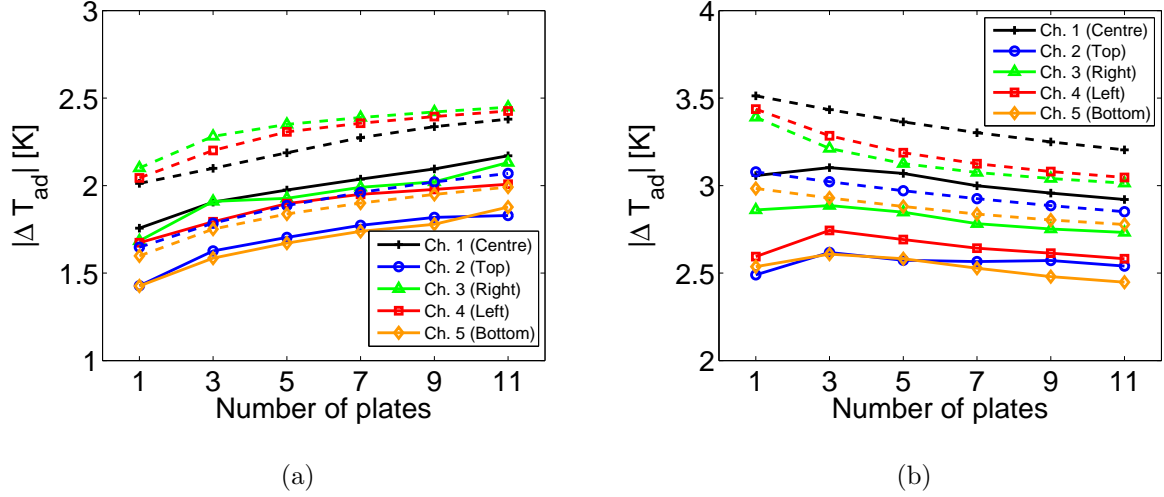 3
2.5
2
1.5
1
|Δ T_ad| [K]
1 3 5 7 9 11
Number of plates
Ch. 1 (Centre)
Ch. 2 (Top)
Ch. 3 (Right)
Ch. 4 (Left)
Ch. 5 (Bottom)
(a)
4
3.5
3
2.5
2
|Δ T_ad| [K]
1 3 5 7 9 11
Number of plates
Ch. 1 (Centre)
Ch. 2 (Top)
Ch. 3 (Right)
Ch. 4 (Left)
Ch. 5 (Bottom)
(b)